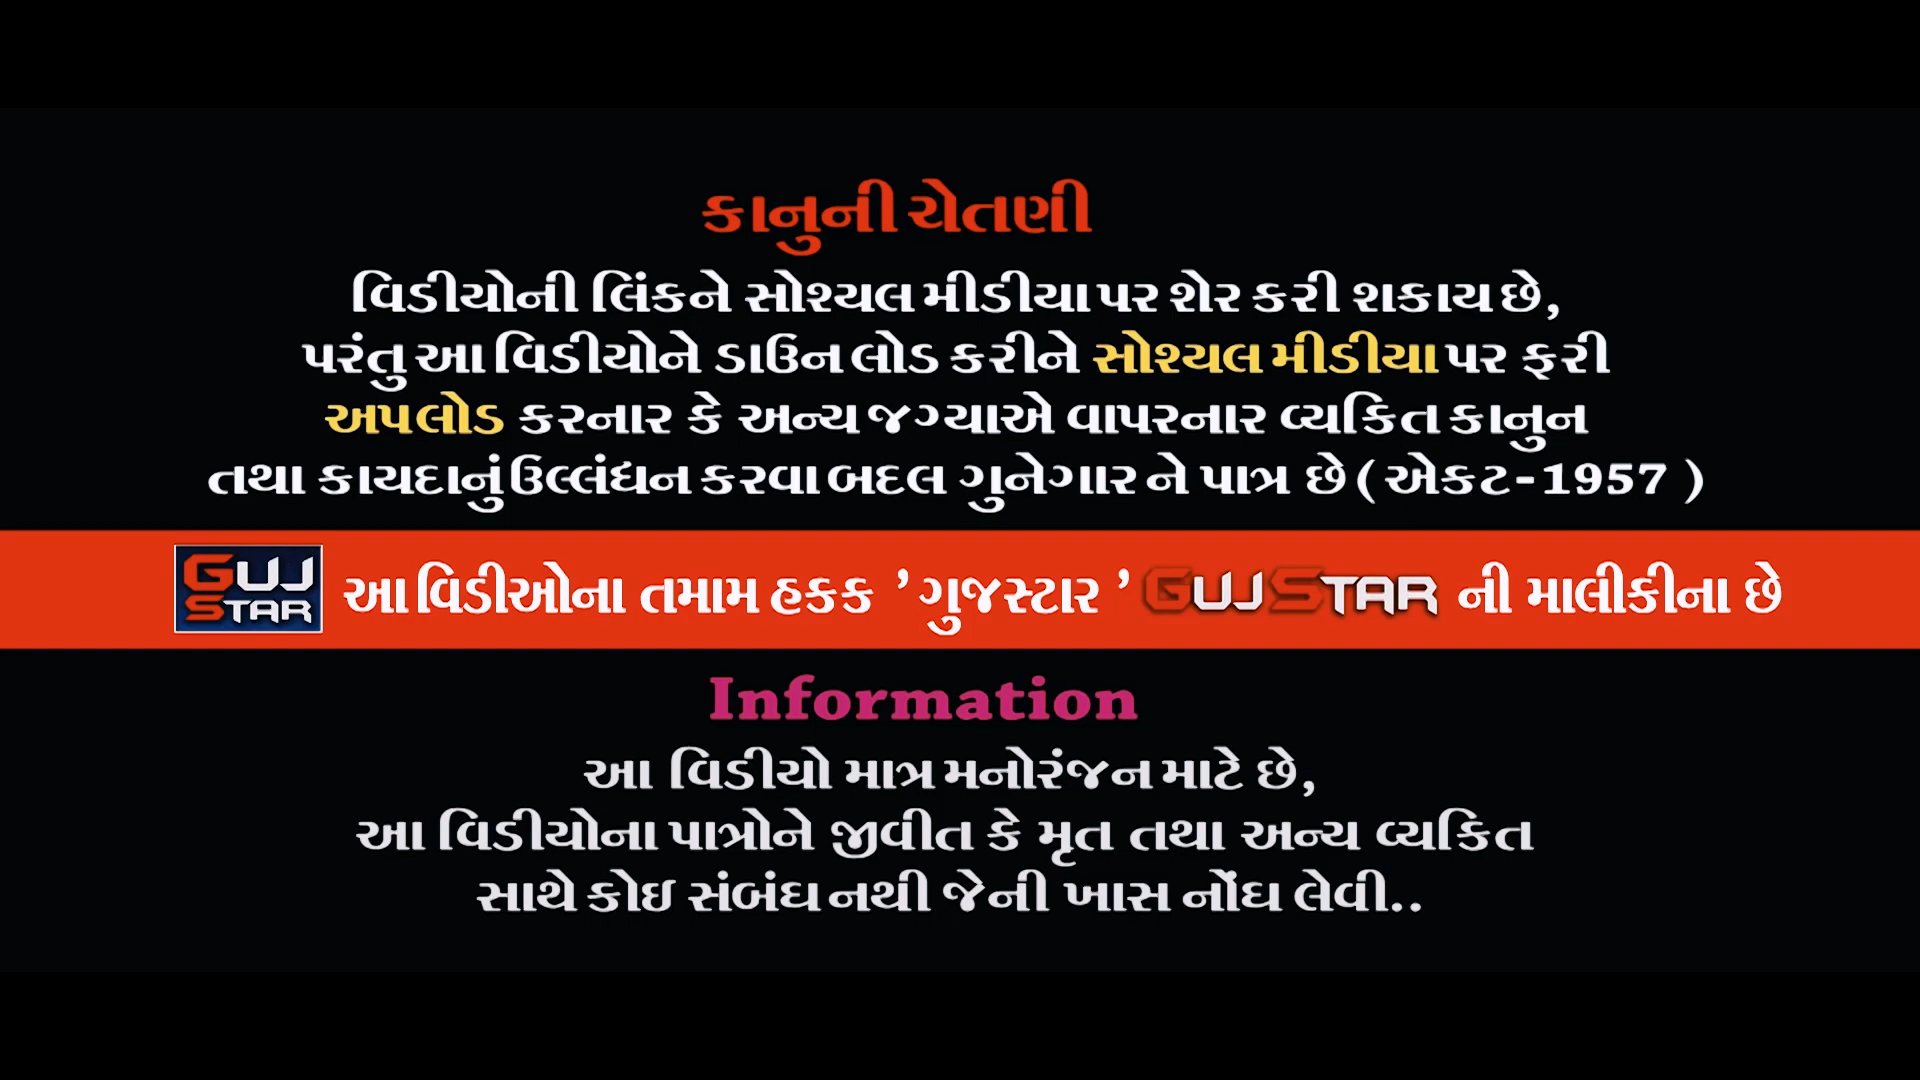 કાનુની ચેતણી
વિડીયોની લિંકને સોશ્યલ મીડીયા પર શેર કરી શકાય છે,
પરંતુ આ વિડીયોને ડાઉનલોડ કરીને સોશ્યલ મીડીયા પર ફરી
અપલોડ કરનાર કે અન્ય જગ્યાએ વાપરનાર વ્યકિત કાનુન
તથા કાયદાનું ઉલ્લંઘન કરવા બદલ ગુનેગાર ને પાત્ર છે ( એકટ-1957 )
GUJ STAR આ વિડીઓના તમામ હકક ’ ગુજસ્ટાર ’ GUJ STAR ની માલીકીના છે
Information
આ વિડીયો માત્ર મનોરંજન માટે છે,
આ વિડીયોના પાત્રોને જીવીત કે મૃત તથા અન્ય વ્યકિત
સાથે કોઇ સંબંધ નથી જેની ખાસ નોંધ લેવી..